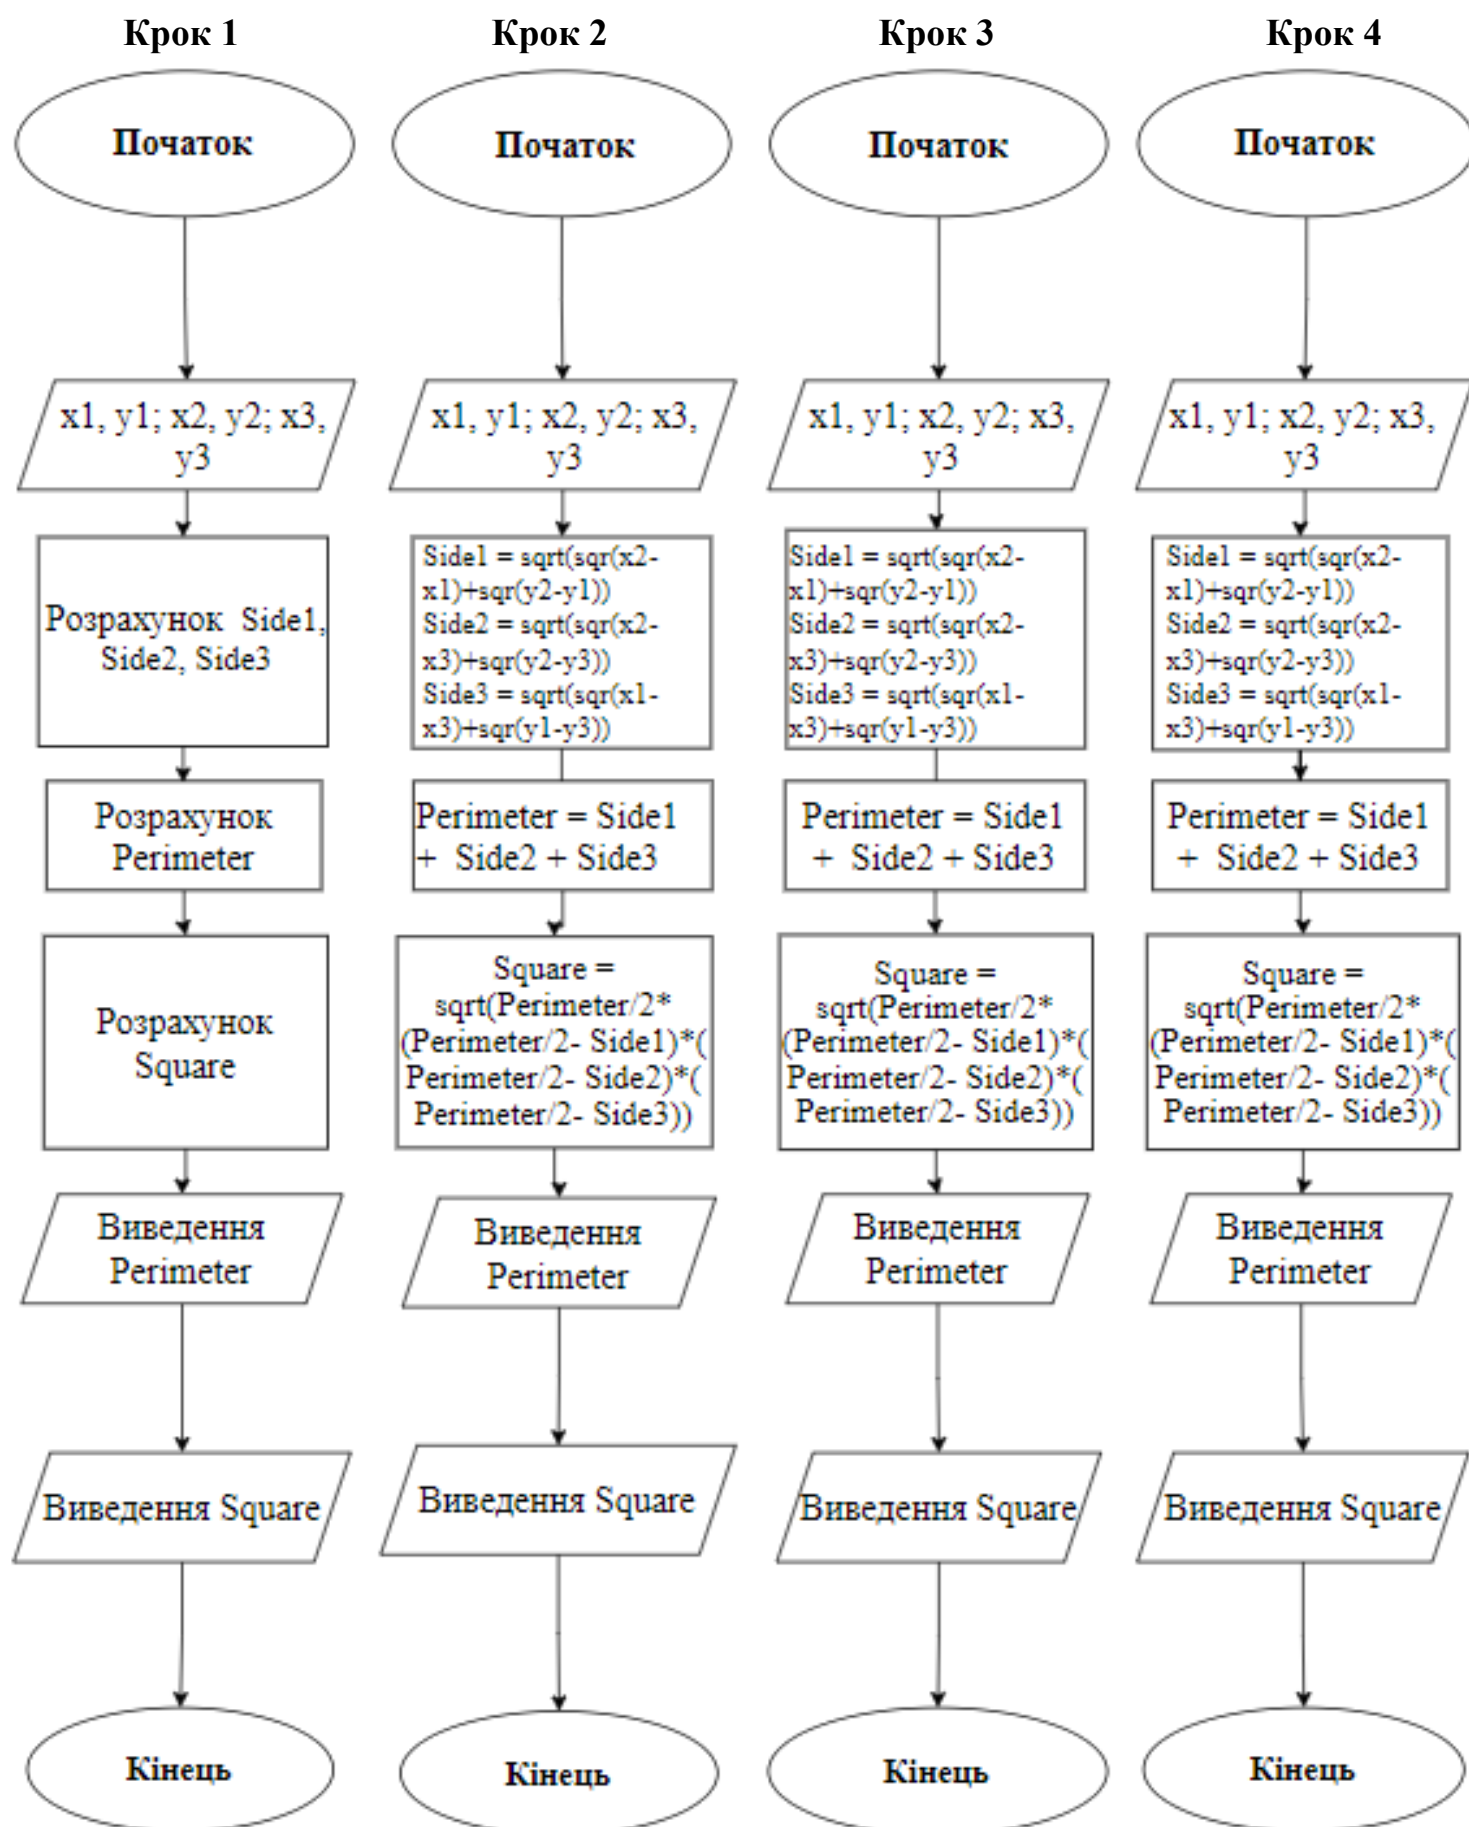 Крок 1
Початок
x1, y1; x2, y2; x3,
y3
Розрахунок Side1,
Side2, Side3
Розрахунок
Perimeter
Розрахунок
Square
Виведення
Perimeter
Виведення Square
Кінець
Крок 2
Початок
x1, y1; x2, y2; x3,
y3
Side1 = sqrt(sqr(x2-
x1)+sqr(y2-y1))
Side2 = sqrt(sqr(x2-
x3)+sqr(y2-y3))
Side3 = sqrt(sqr(x1-
x3)+sqr(y1-y3))
Perimeter = Side1
+ Side2 + Side3
Square =
sqrt(Perimeter/2*
(Perimeter/2- Side1)*(
Perimeter/2- Side2)*(
Perimeter/2- Side3))
Виведення
Perimeter
Виведення Square
Кінець
Крок 3
Початок
x1, y1; x2, y2; x3,
y3
Side1 = sqrt(sqr(x2-
x1)+sqr(y2-y1))
Side2 = sqrt(sqr(x2-
x3)+sqr(y2-y3))
Side3 = sqrt(sqr(x1-
x3)+sqr(y1-y3))
Perimeter = Side1
+ Side2 + Side3
Square =
sqrt(Perimeter/2*
(Perimeter/2- Side1)*(
Perimeter/2- Side2)*(
Perimeter/2- Side3))
Виведення
Perimeter
Виведення Square
Кінець
Крок 4
Початок
x1, y1; x2, y2; x3,
y3
Side1 = sqrt(sqr(x2-
x1)+sqr(y2-y1))
Side2 = sqrt(sqr(x2-
x3)+sqr(y2-y3))
Side3 = sqrt(sqr(x1-
x3)+sqr(y1-y3))
Perimeter = Side1
+ Side2 + Side3
Square =
sqrt(Perimeter/2*
(Perimeter/2- Side1)*(
Perimeter/2- Side2)*(
Perimeter/2- Side3))
Виведення
Perimeter
Виведення Square
Кінець